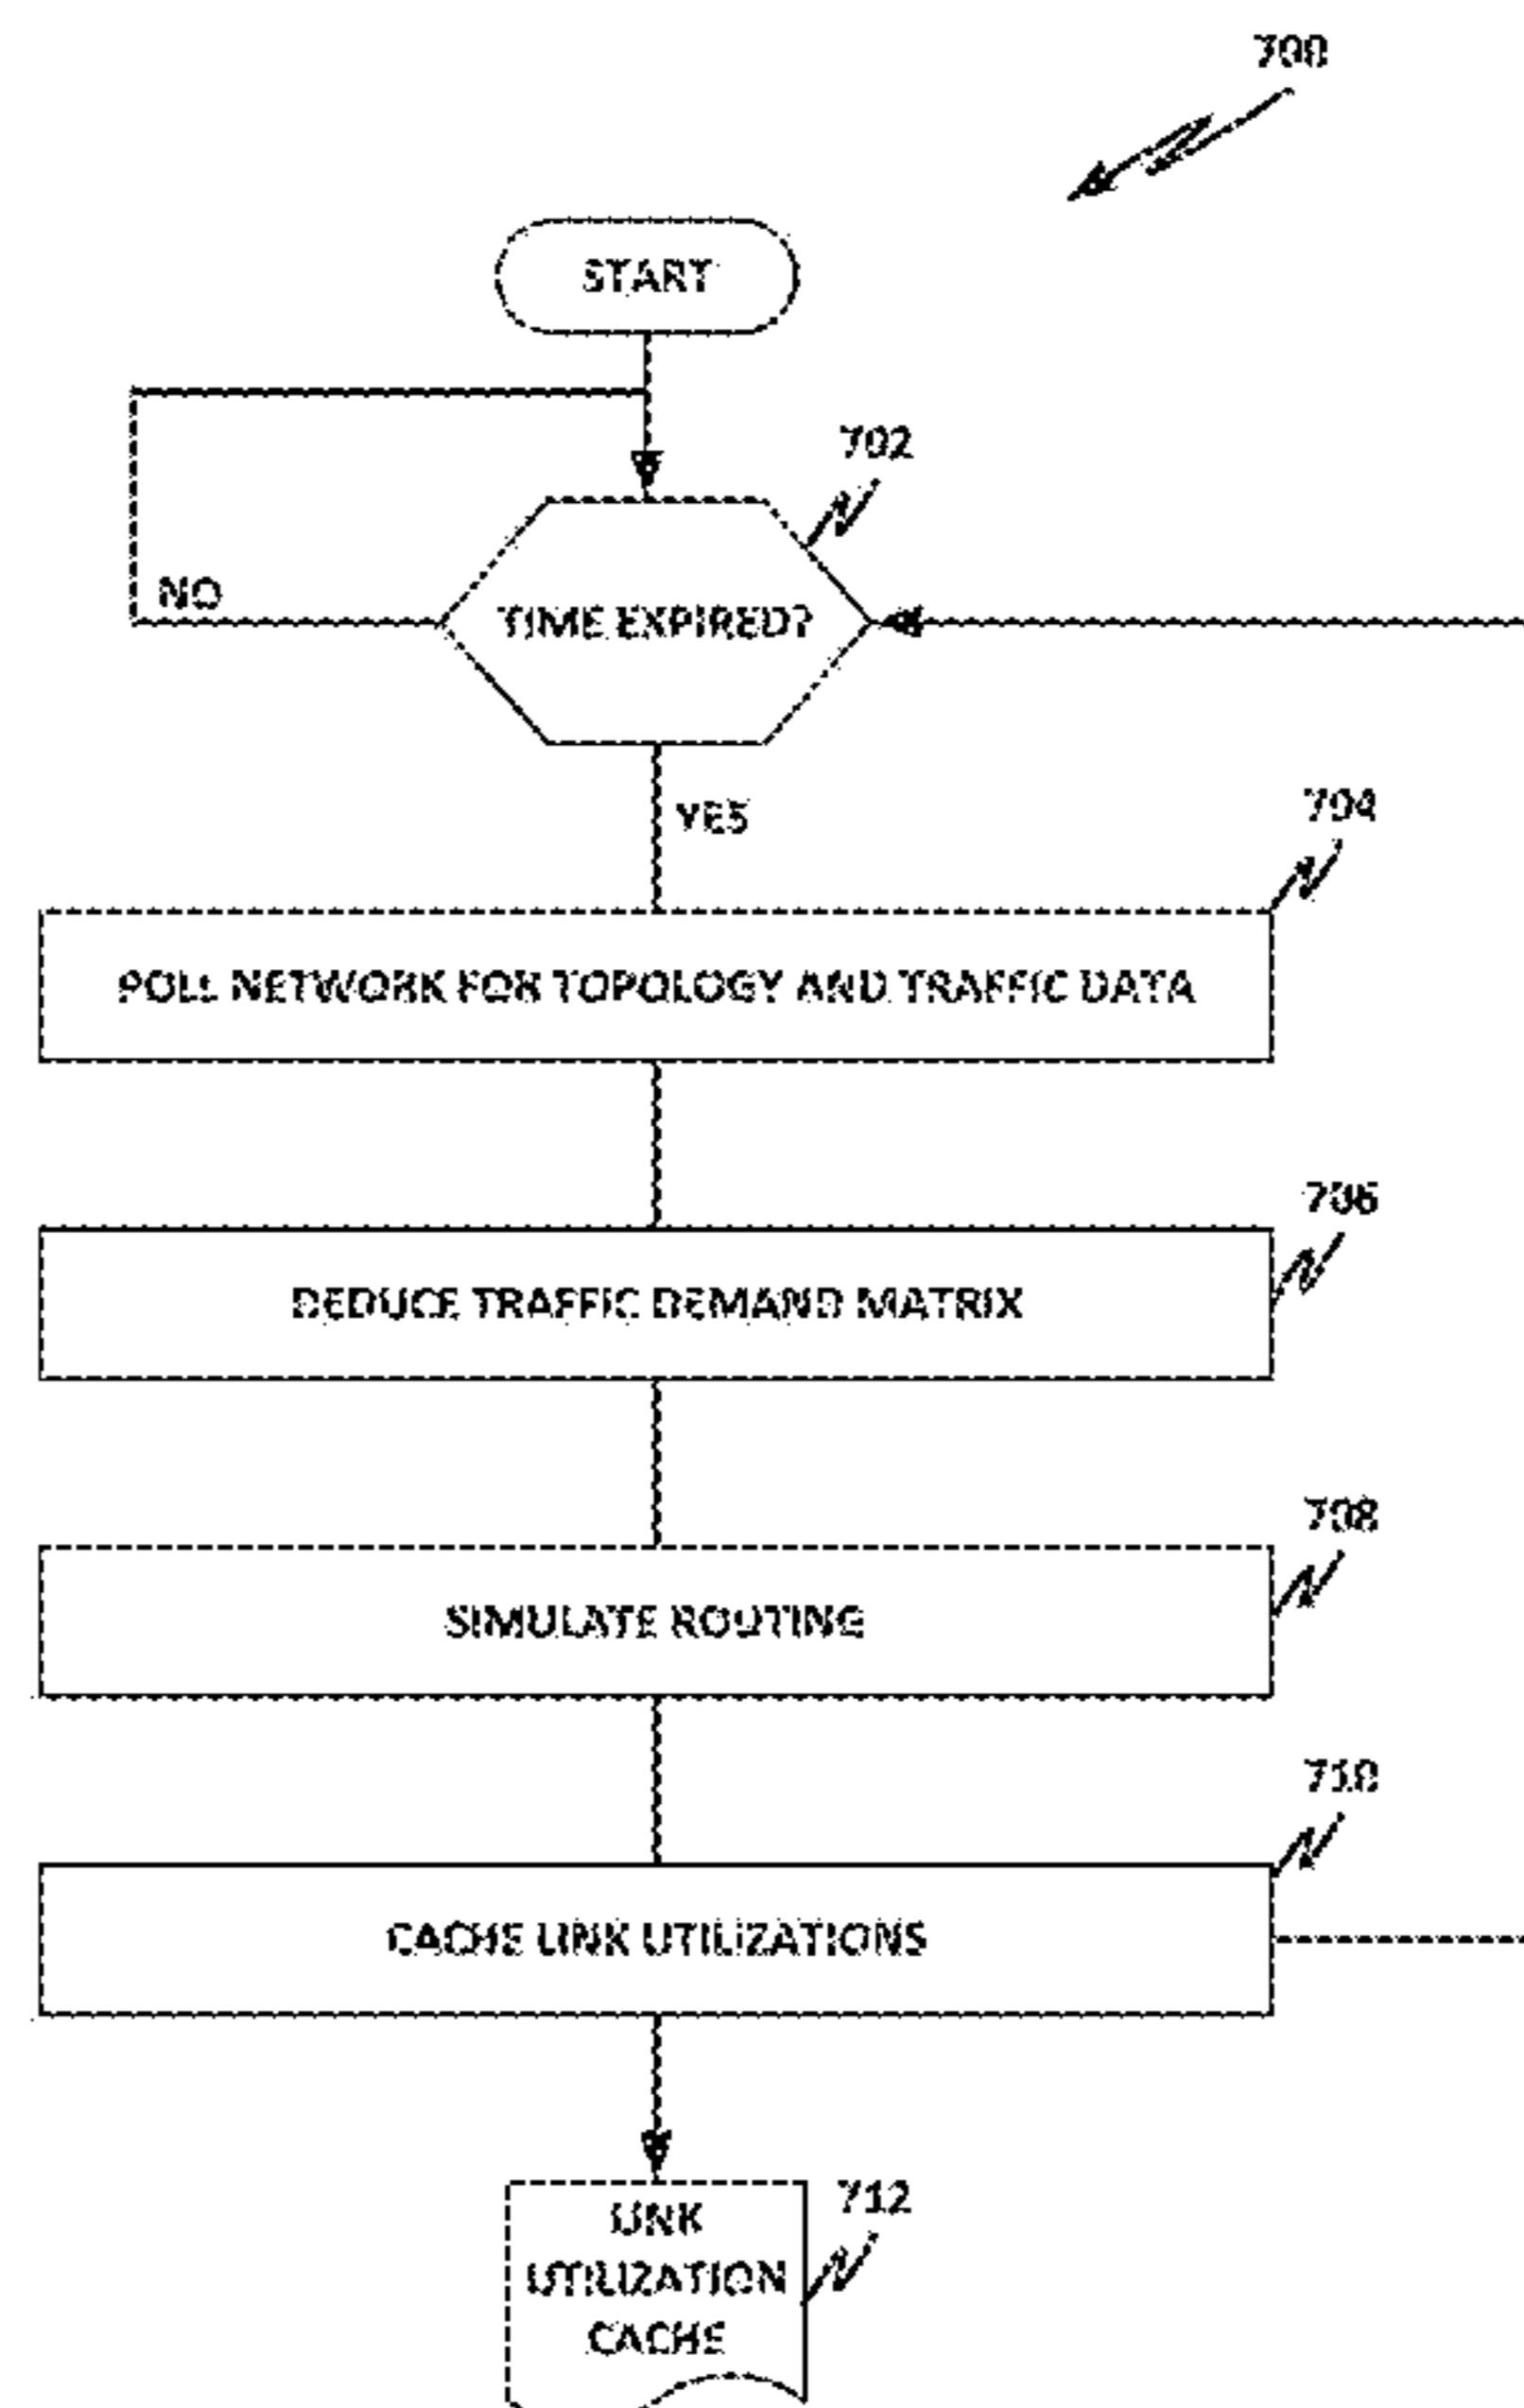 700
START
702
NO
TIME EXPIRED?
YES
704
POLL NETWORK FOR TOPOLOGY AND TRAFFIC DATA
706
DEDUCE TRAFFIC DEMAND MATRIX
708
SIMULATE ROUTING
710
CACHE LINK UTILIZATIONS
712
LINK
UTILIZATION
CACHE